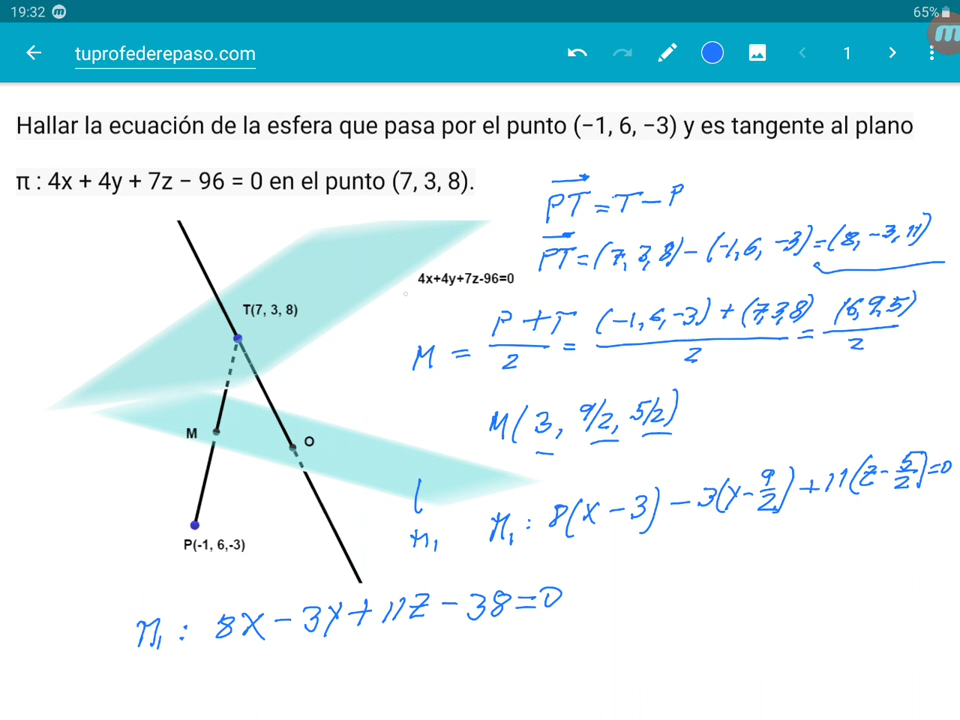 19:32 65%
tuprofederepaso.com 1
Hallar la ecuación de la esfera que pasa por el punto (−1, 6, −3) y es tangente al plano
π : 4x + 4y + 7z − 96 = 0 en el punto (7, 3, 8).
PT = T − P
PT = (7, 3, 8) − (−1, 6, −3) = (8, −3, 11)
4x+4y+7z-96=0
T(7, 3, 8)
M = P + T / 2 = (−1, 6, −3) + (7, 3, 8) / 2 = (6, 9, 5) / 2
M (3, 9/2, 5/2)
M
O
π₁ : 8(x − 3) − 3(y − 9/2) + 11(z − 5/2) = 0
π₁
P(-1, 6,-3)
π₁ : 8x − 3y + 11z − 38 = 0